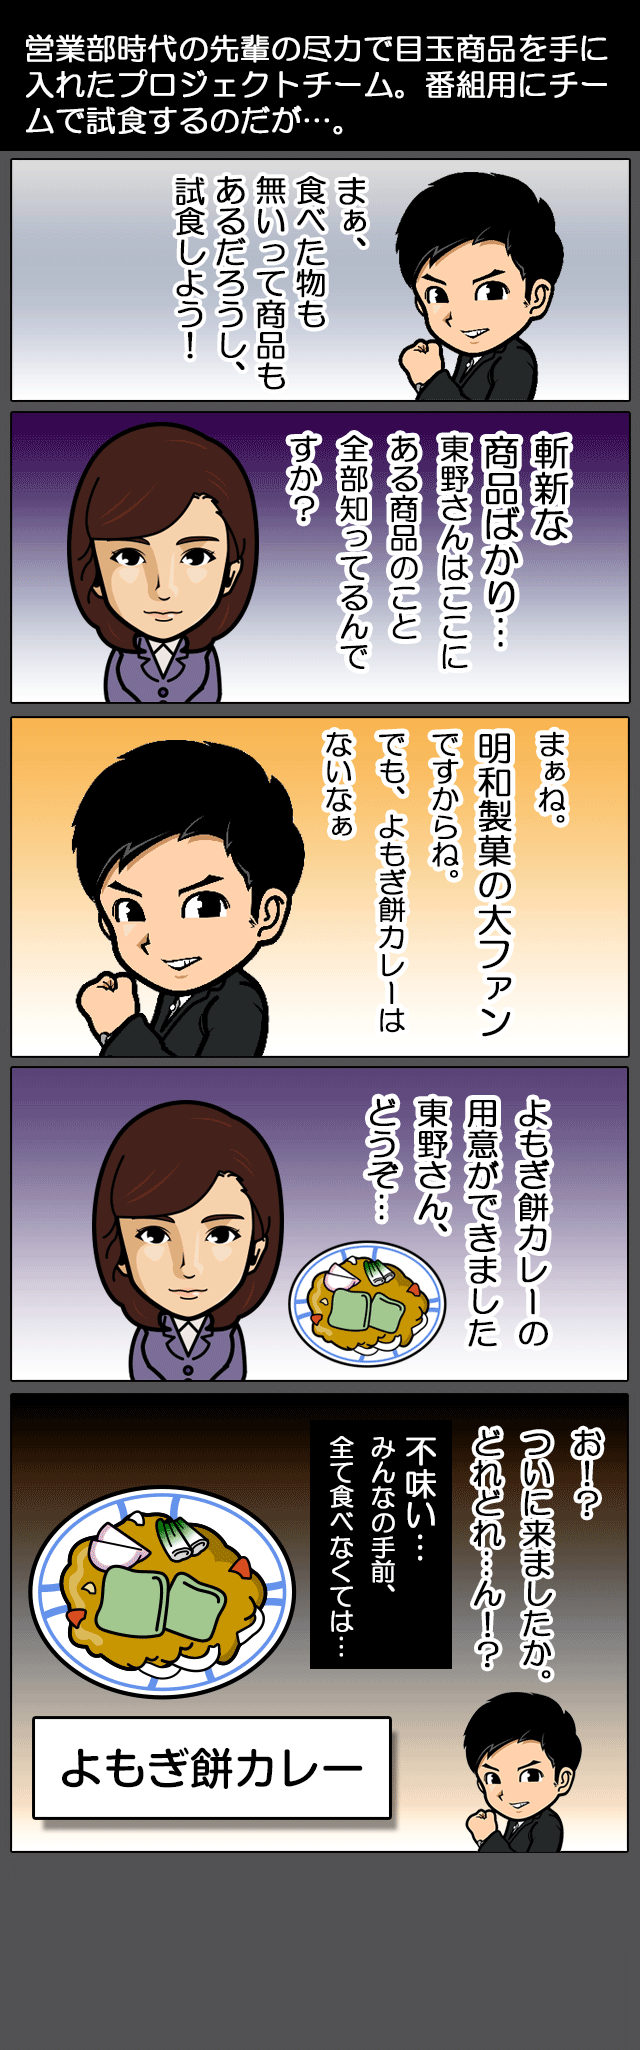 営業部時代の先輩の尽力で目玉商品を手に
入れたプロジェクトチーム。番組用にチー
ムで試食するのだが…。
まぁ、
食べた物も
無いって商品も
あるだろうし、
試食しよう！
斬新な
商品ばかり…
東野さんはここに
ある商品のこと
全部知ってるんで
すか？
まぁね。
明和製菓の大ファン
ですからね。
でも、よもぎ餅カレーは
ないなぁ
よもぎ餅カレーの
用意ができました
東野さん、
どうぞ…
お！？
ついに来ましたか。
どれどれ…ん！？
不味い…
みんなの手前、
全て食べなくては…
よもぎ餅カレー